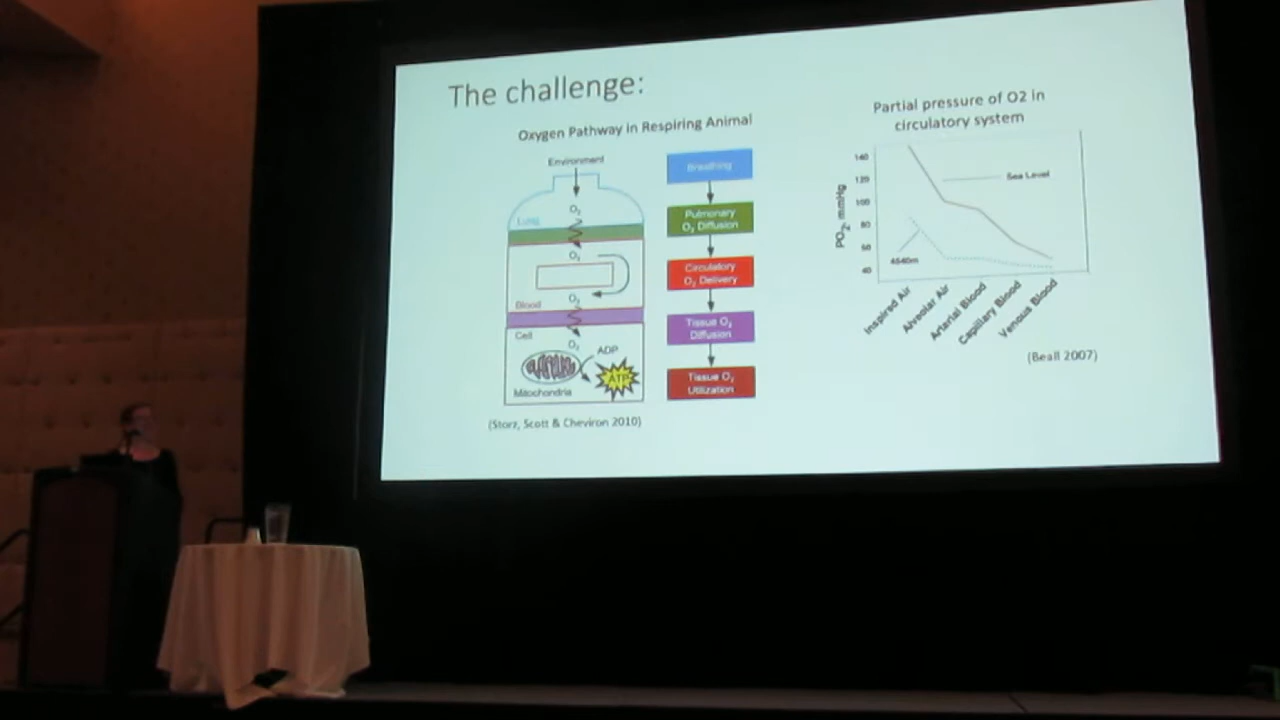 The challenge:
Oxygen Pathway in Respiring Animal
Environment
O2
Lung
O2
Blood
O2
Cell
O2
ADP
ATP
Mitochondria
(Storz, Scott & Cheviron 2010)
Breathing
Pulmonary
O2 Diffusion
Circulatory
O2 Delivery
Tissue O2
Diffusion
Tissue O2
Utilization
Partial pressure of O2 in
circulatory system
PO2, mmHg
140
120
100
80
60
40
Sea Level
4540m
Inspired Air
Alveolar Air
Arterial Blood
Capillary Blood
Venous Blood
(Beall 2007)